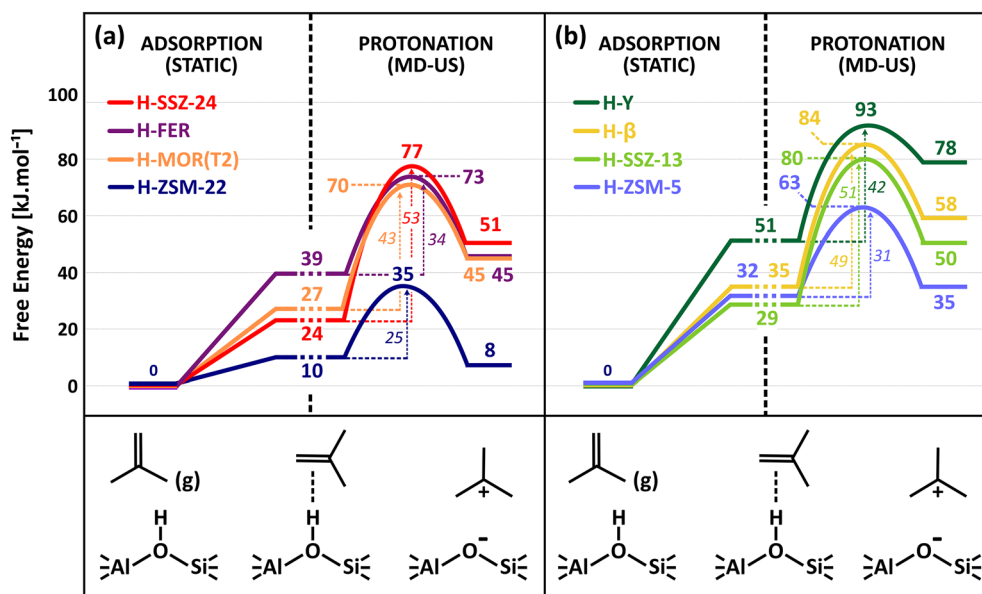 (a)
ADSORPTION
(STATIC)
PROTONATION
(MD-US)
Free Energy [kJ.mol⁻¹]
100
80
60
40
20
0
H-SSZ-24
H-FER
H-MOR(T2)
H-ZSM-22
77
70
73
53
43
34
51
39
35
45
45
27
24
25
10
8
0
(b)
ADSORPTION
(STATIC)
PROTONATION
(MD-US)
H-Y
H-β
H-SSZ-13
H-ZSM-5
93
84
80
78
63
51
42
51
58
49
31
50
32
35
29
35
0
(g)
H
O
Al
Si
H
O
Al
Si
+
O-
Al
Si
(g)
H
O
Al
Si
H
O
Al
Si
+
O-
Al
Si